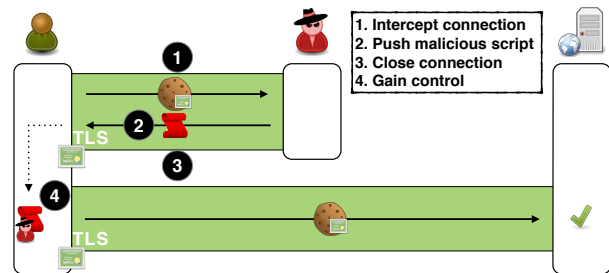 1. Intercept connection
2. Push malicious script
3. Close connection
4. Gain control
1
2
TLS
3
4
TLS